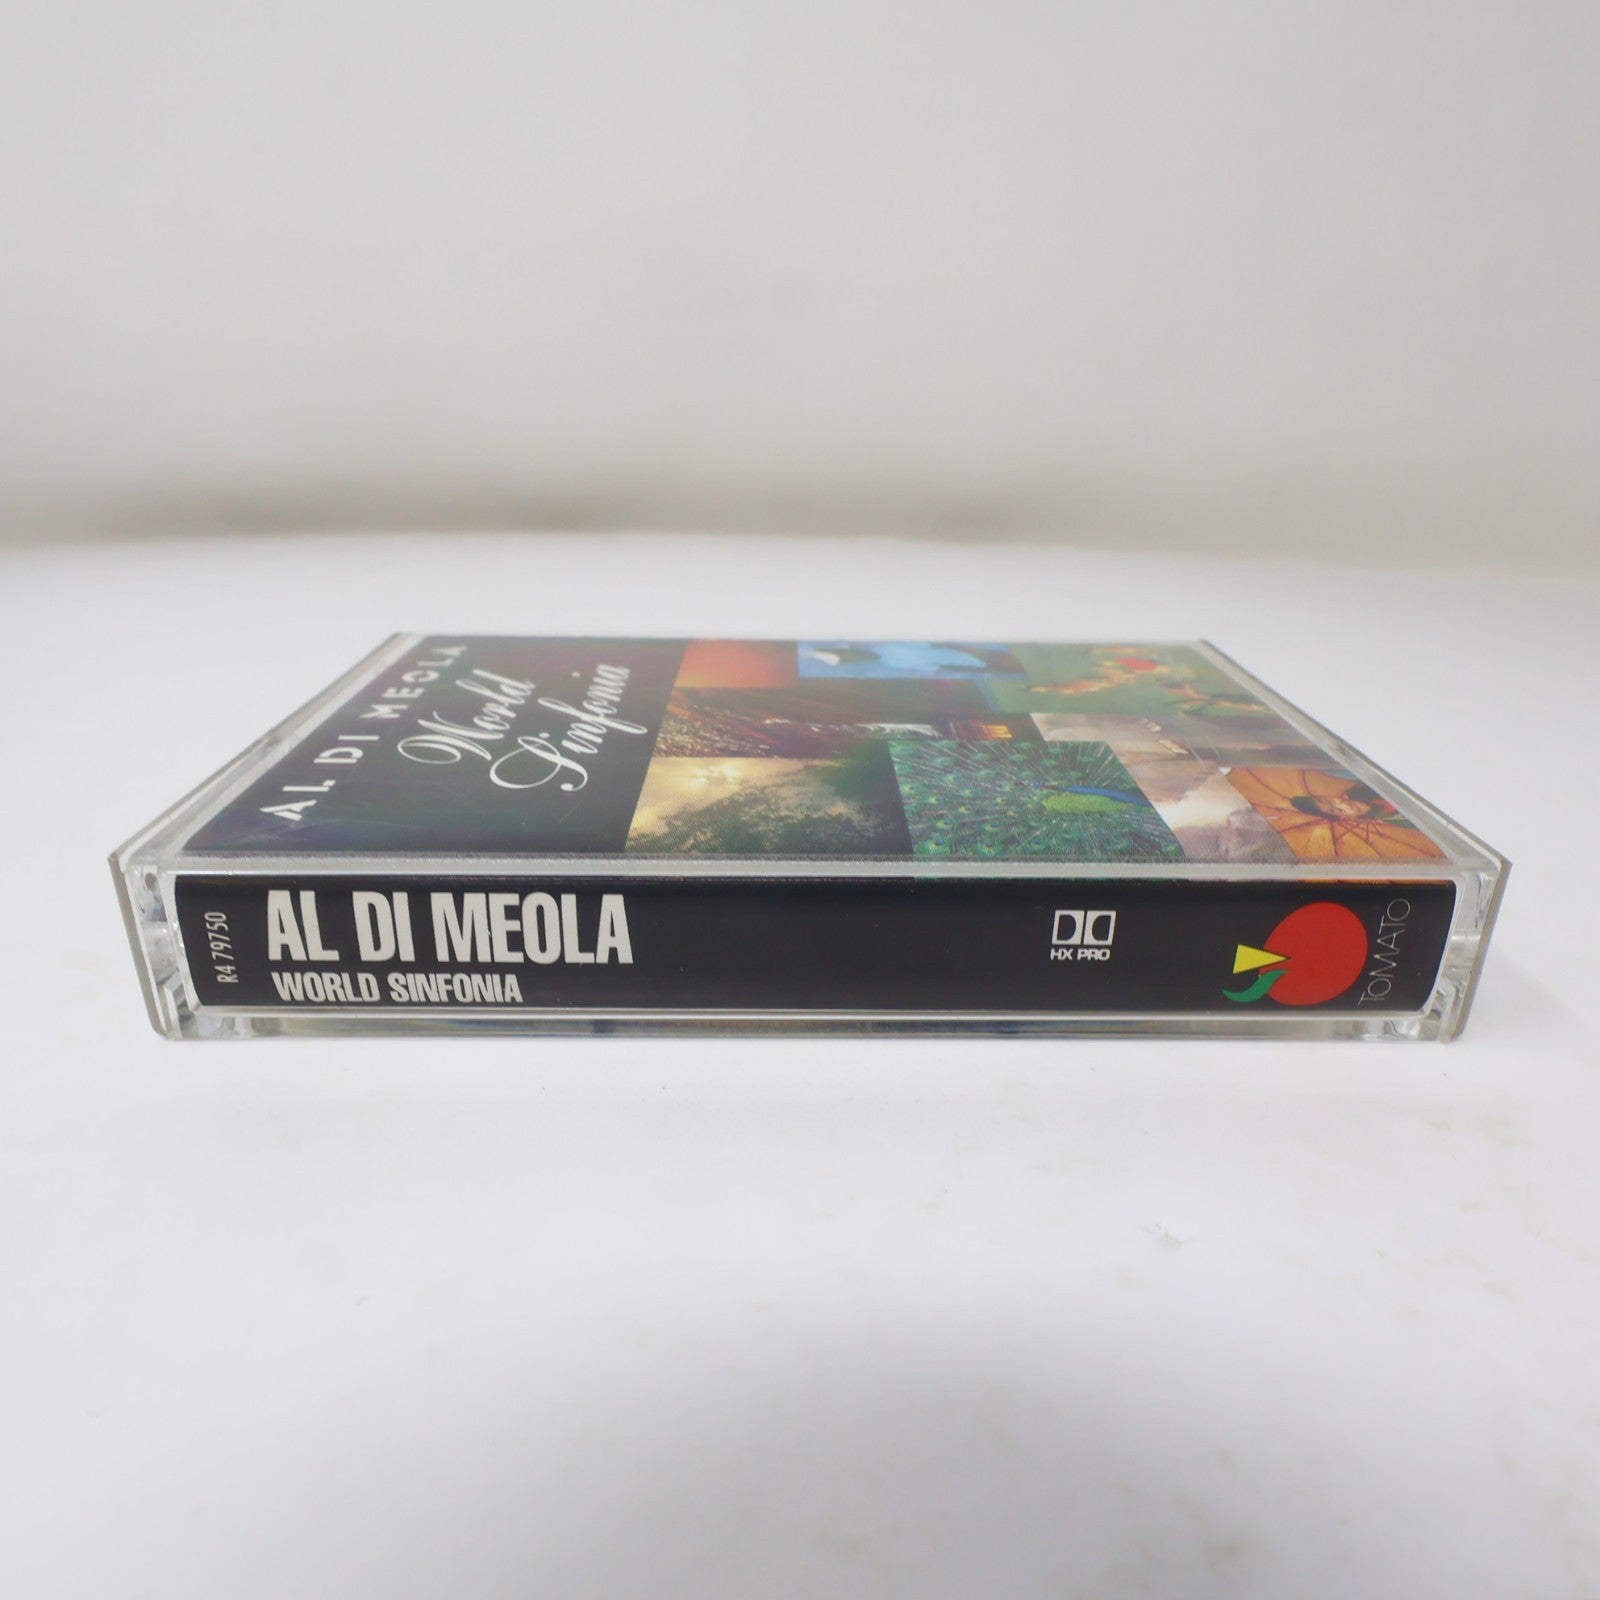 AL DI MEOLA
World
Sinfonia
R4 79750
AL DI MEOLA
WORLD SINFONIA
HX PRO
TOMATO